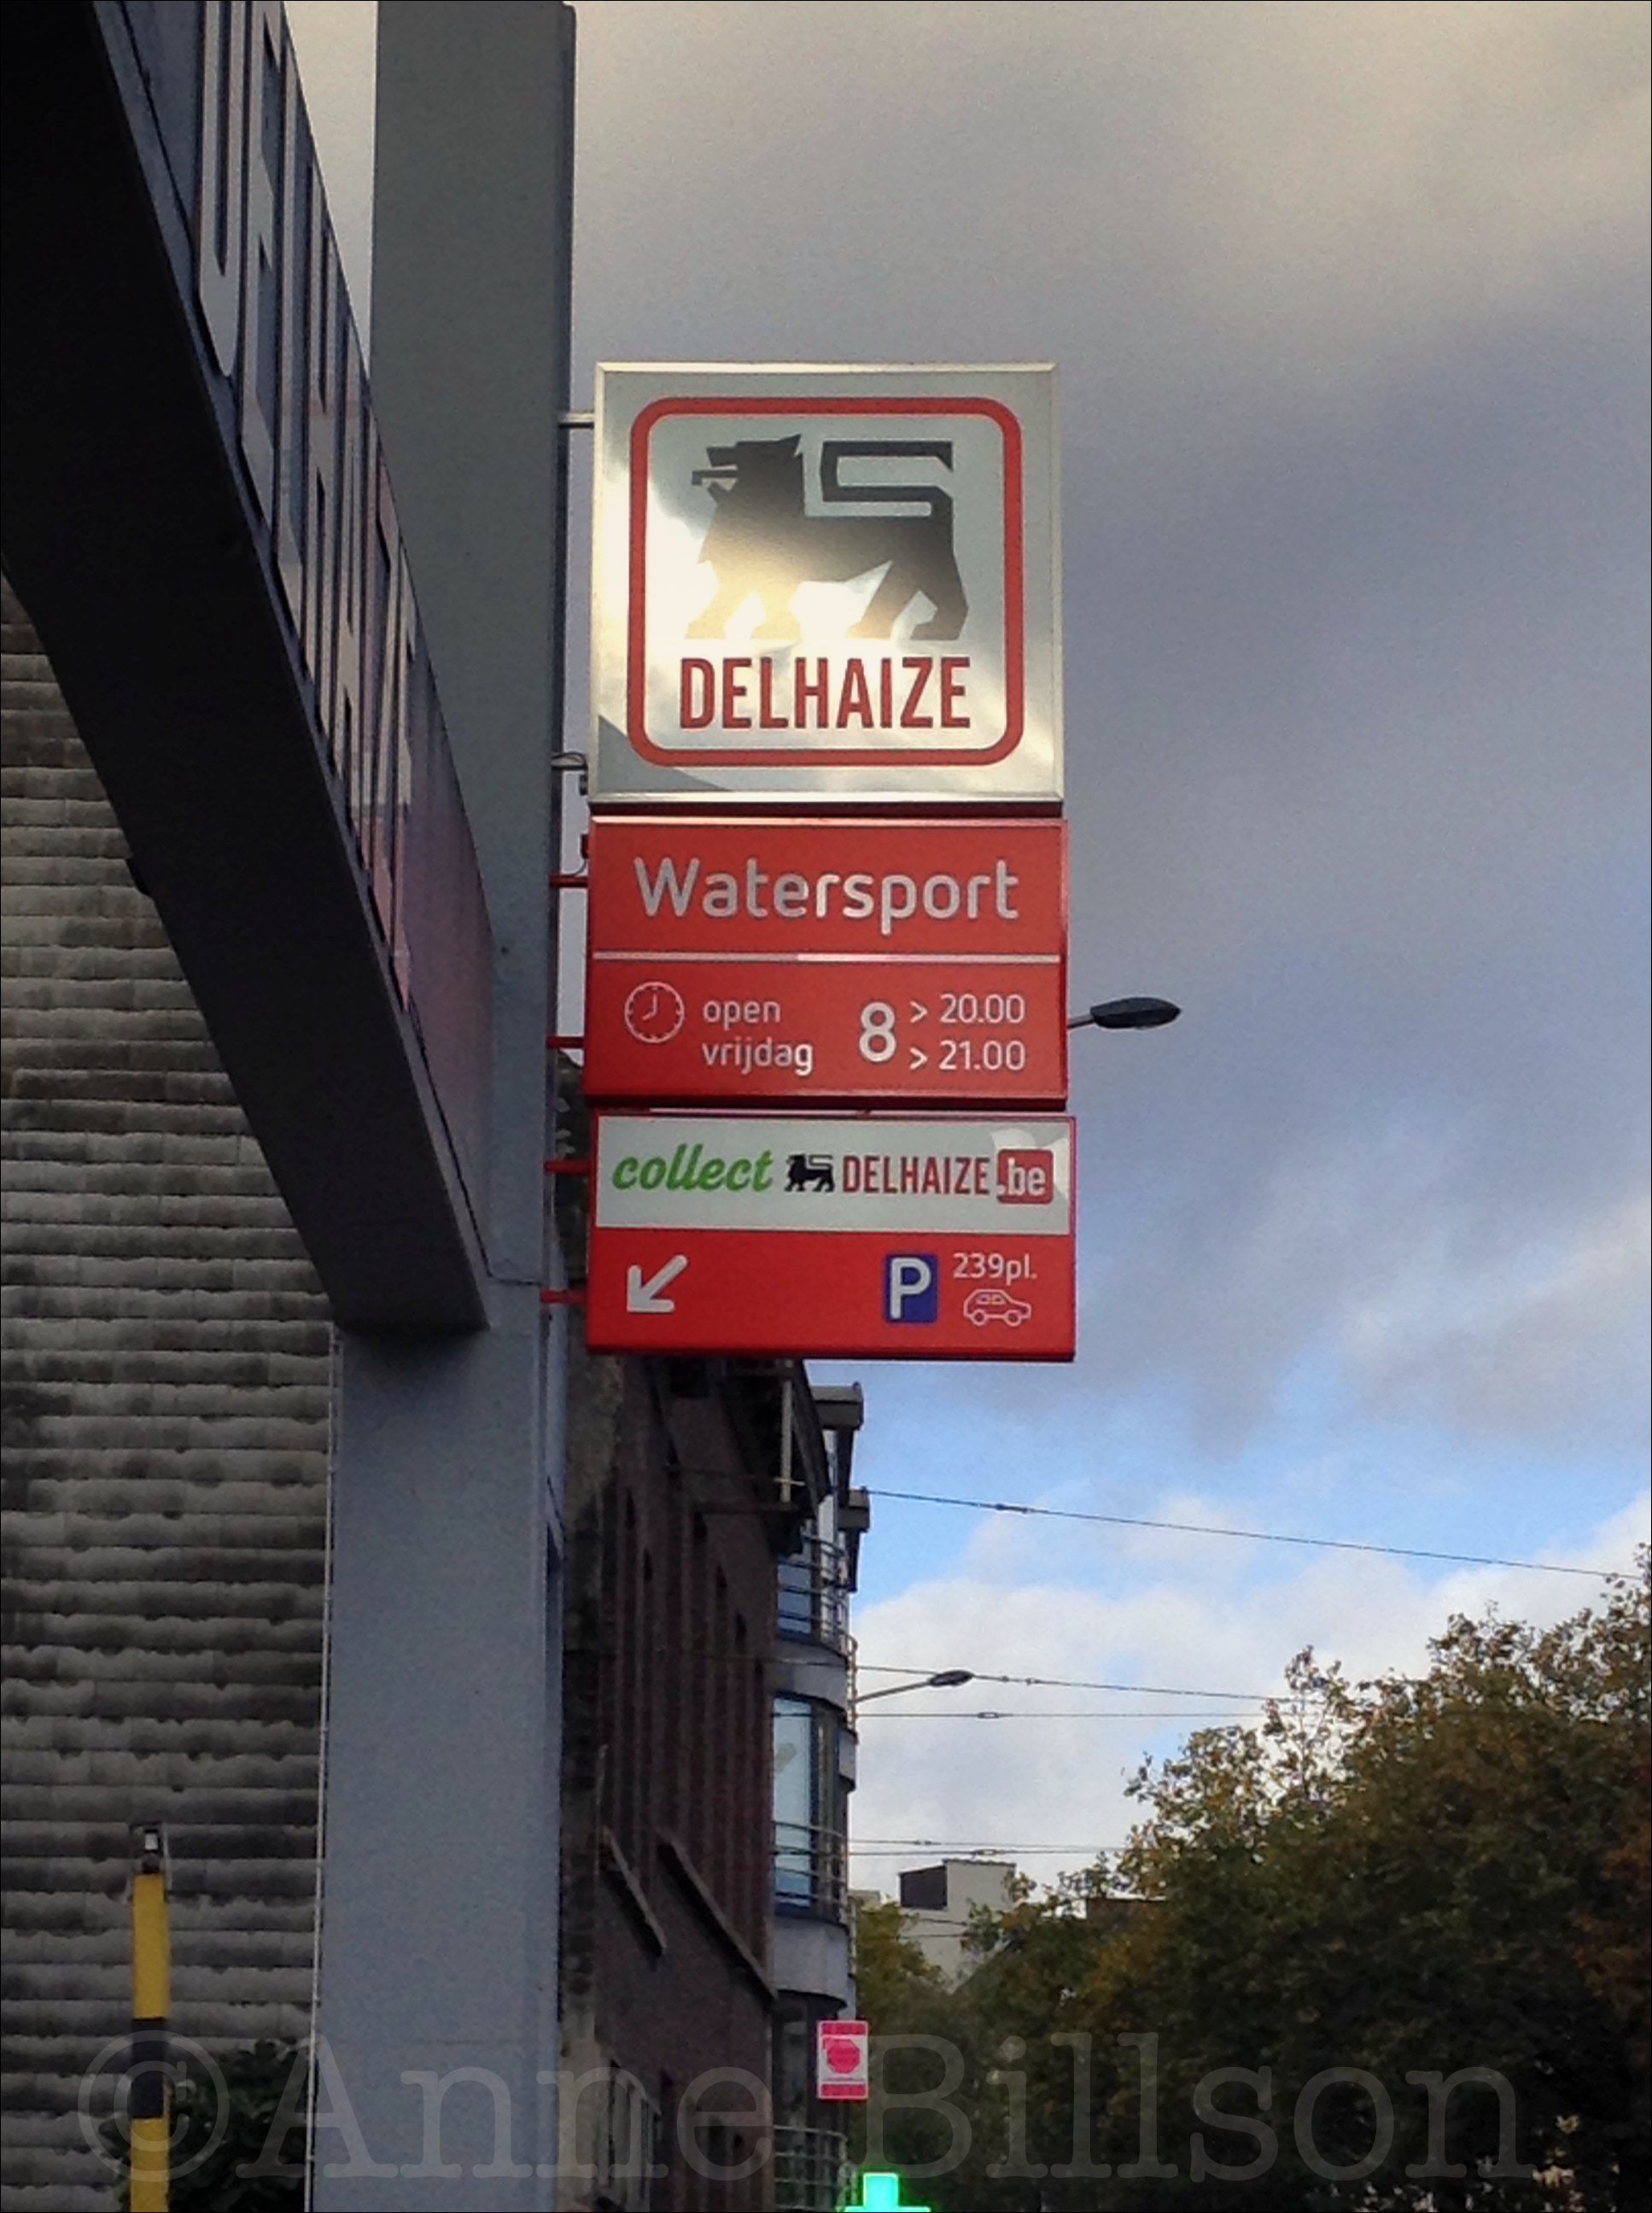 DELHAIZE
Watersport
open 8 > 20.00
vrijdag > 21.00
collect DELHAIZE.be
P 239pl.
©Anne Billson